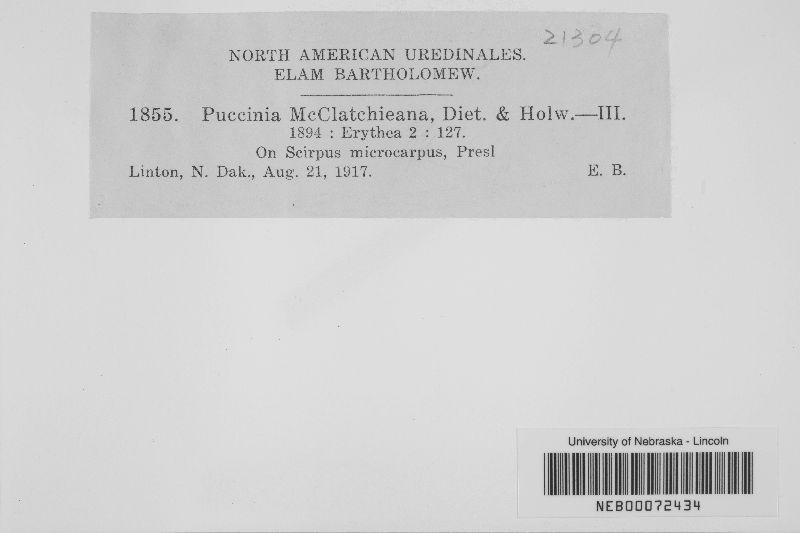 21304
NORTH AMERICAN UREDINALES.
ELAM BARTHOLOMEW.
1855. Puccinia McClatchieana, Diet. & Holw.—III.
1894 : Erythea 2 : 127.
On Scirpus microcarpus, Presl
Linton, N. Dak., Aug. 21, 1917. E. B.
University of Nebraska - Lincoln
NEB00072434